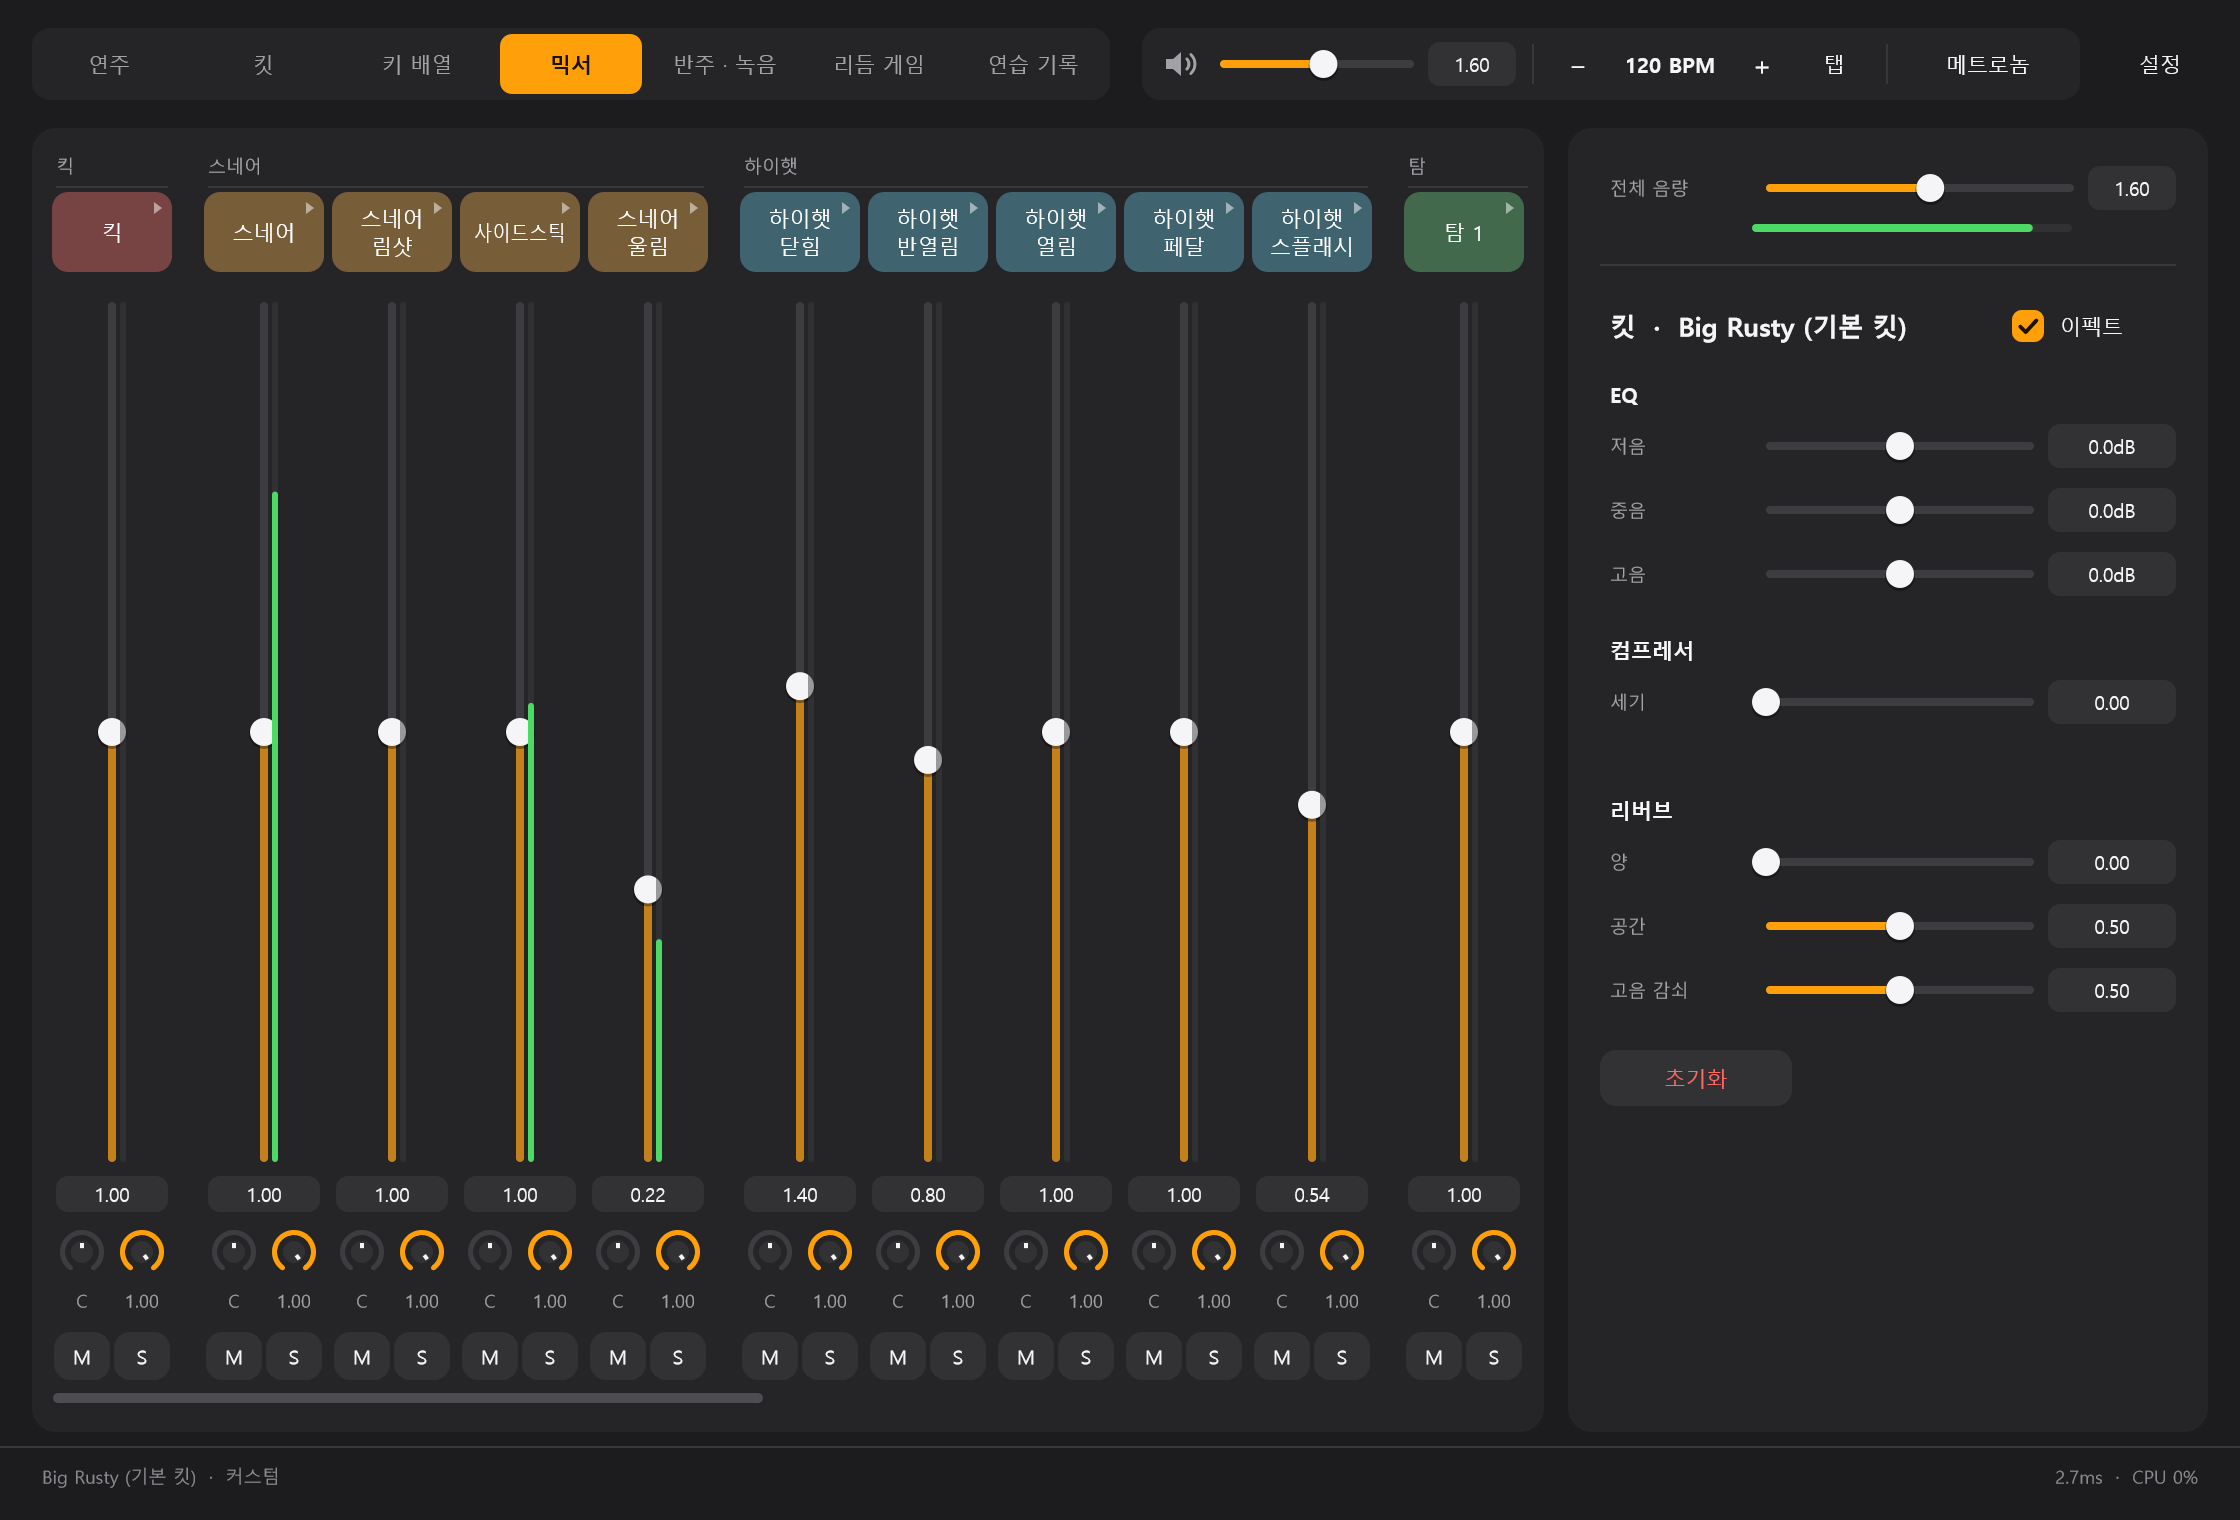 연주 킷 키 배열 믹서 반주 · 녹음 리듬 게임 연습 기록 1.60 − 120 BPM + 탭 메트로놈 설정
킥 스네어 하이햇 탐
킥 스네어 스네어 림샷 사이드스틱 스네어 울림 하이햇 닫힘 하이햇 반열림 하이햇 열림 하이햇 페달 하이햇 스플래시 탐 1
1.00 1.00 1.00 1.00 0.22 1.40 0.80 1.00 1.00 0.54 1.00
C 1.00 C 1.00 C 1.00 C 1.00 C 1.00 C 1.00 C 1.00 C 1.00 C 1.00 C 1.00 C 1.00
M S M S M S M S M S M S M S M S M S M S M S
전체 음량 1.60
킷 · Big Rusty (기본 킷) 이펙트
EQ
저음 0.0dB
중음 0.0dB
고음 0.0dB
컴프레서
세기 0.00
리버브
양 0.00
공간 0.50
고음 감쇠 0.50
초기화
Big Rusty (기본 킷) · 커스텀 2.7ms · CPU 0%